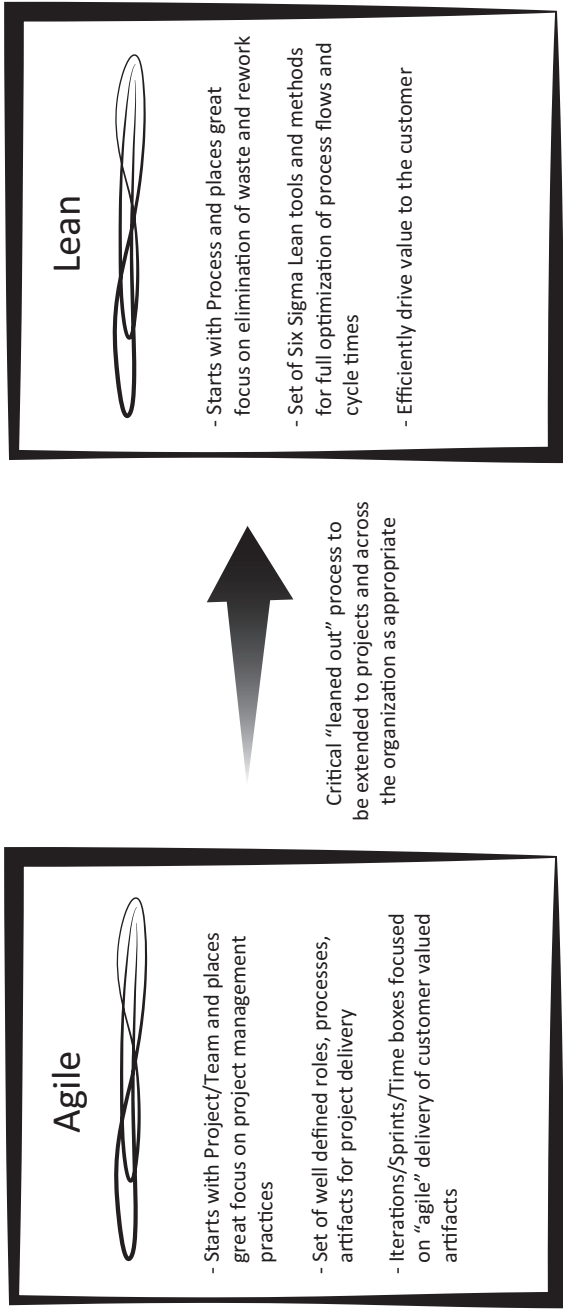 Agile
- Starts with Project/Team and places
great focus on project management
practices
- Set of well defined roles, processes,
artifacts for project delivery
- Iterations/Sprints/Time boxes focused
on “agile” delivery of customer valued
artifacts
Critical “leaned out” process to
be extended to projects and across
the organization as appropriate
Lean
- Starts with Process and places great
focus on elimination of waste and rework
- Set of Six Sigma Lean tools and methods
for full optimization of process flows and
cycle times
- Efficiently drive value to the customer